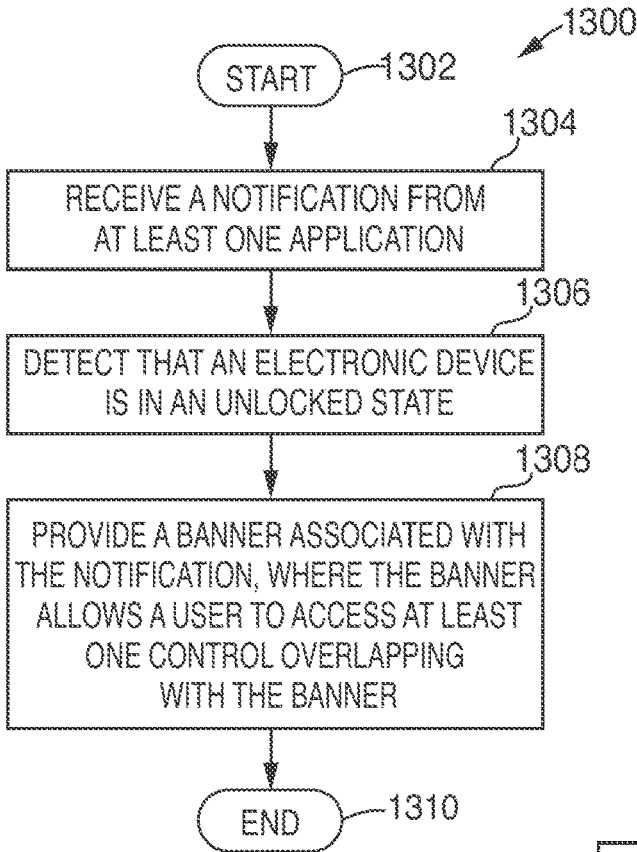 1300
START
1302
1304
RECEIVE A NOTIFICATION FROM
AT LEAST ONE APPLICATION
1306
DETECT THAT AN ELECTRONIC DEVICE
IS IN AN UNLOCKED STATE
1308
PROVIDE A BANNER ASSOCIATED WITH
THE NOTIFICATION, WHERE THE BANNER
ALLOWS A USER TO ACCESS AT LEAST
ONE CONTROL OVERLAPPING
WITH THE BANNER
END
1310